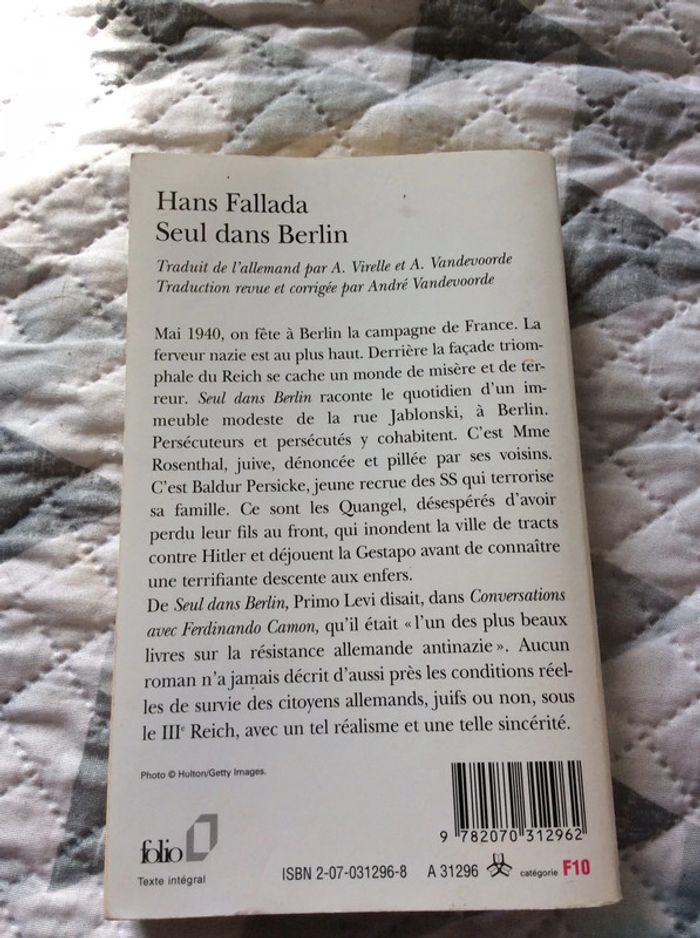 Hans Fallada
Seul dans Berlin
Traduit de l'allemand par A. Virelle et A. Vandevoorde
Traduction revue et corrigée par André Vandevoorde
Mai 1940, on fête à Berlin la campagne de France. La
ferveur nazie est au plus haut. Derrière la façade triom-
phale du Reich se cache un monde de misère et de ter-
reur. Seul dans Berlin raconte le quotidien d'un im-
meuble modeste de la rue Jablonski, à Berlin.
Persécuteurs et persécutés y cohabitent. C'est Mme
Rosenthal, juive, dénoncée et pillée par ses voisins.
C'est Baldur Persicke, jeune recrue des SS qui terrorise
sa famille. Ce sont les Quangel, désespérés d'avoir
perdu leur fils au front, qui inondent la ville de tracts
contre Hitler et déjouent la Gestapo avant de connaître
une terrifiante descente aux enfers.
De Seul dans Berlin, Primo Levi disait, dans Conversations
avec Ferdinando Camon, qu'il était « l'un des plus beaux
livres sur la résistance allemande antinazie ». Aucun
roman n'a jamais décrit d'aussi près les conditions réel-
les de survie des citoyens allemands, juifs ou non, sous
le IIIe Reich, avec un tel réalisme et une telle sincérité.
Photo © Hulton/Getty Images.
9 782070 312962
folio
Texte intégral
ISBN 2-07-031296-8 A 31296 catégorie F10